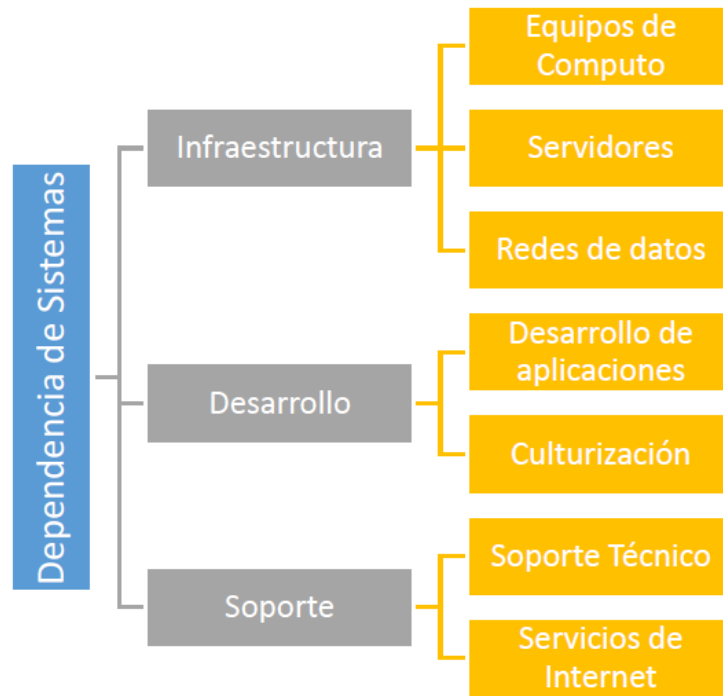 Dependencia de Sistemas
Infraestructura
Equipos de
Computo
Servidores
Redes de datos
Desarrollo
Desarrollo de
aplicaciones
Culturización
Soporte
Soporte Técnico
Servicios de
Internet